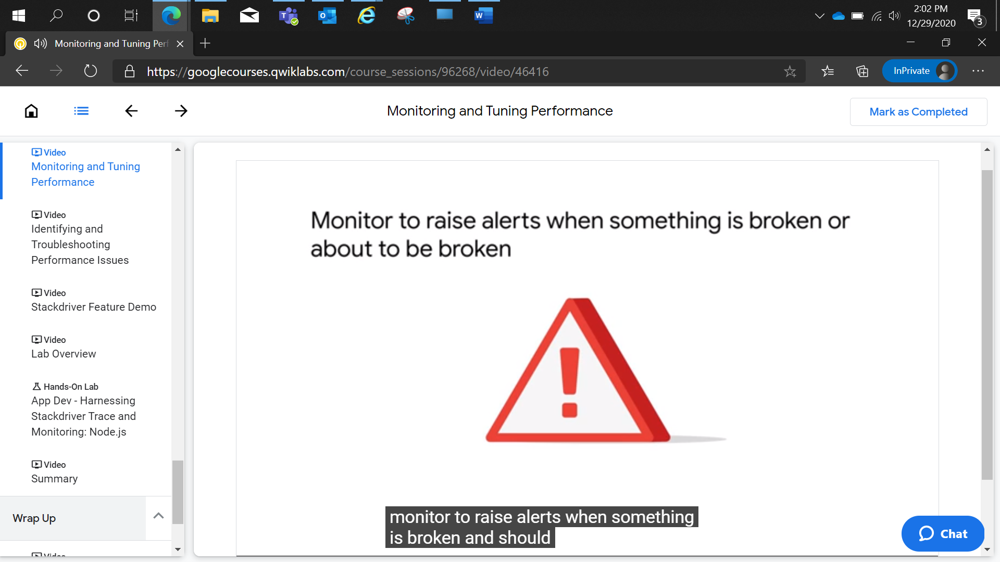 2:02 PM
12/29/2020
3
Monitoring and Tuning Perf
https://googlecourses.qwiklabs.com/course_sessions/96268/video/46416
InPrivate
Monitoring and Tuning Performance
Mark as Completed
Video
Monitoring and Tuning
Performance
Video
Identifying and
Troubleshooting
Performance Issues
Video
Stackdriver Feature Demo
Video
Lab Overview
Hands-On Lab
App Dev - Harnessing
Stackdriver Trace and
Monitoring: Node.js
Video
Summary
Wrap Up
Video
Monitor to raise alerts when something is broken or
about to be broken
!
monitor to raise alerts when something
is broken and should
Chat